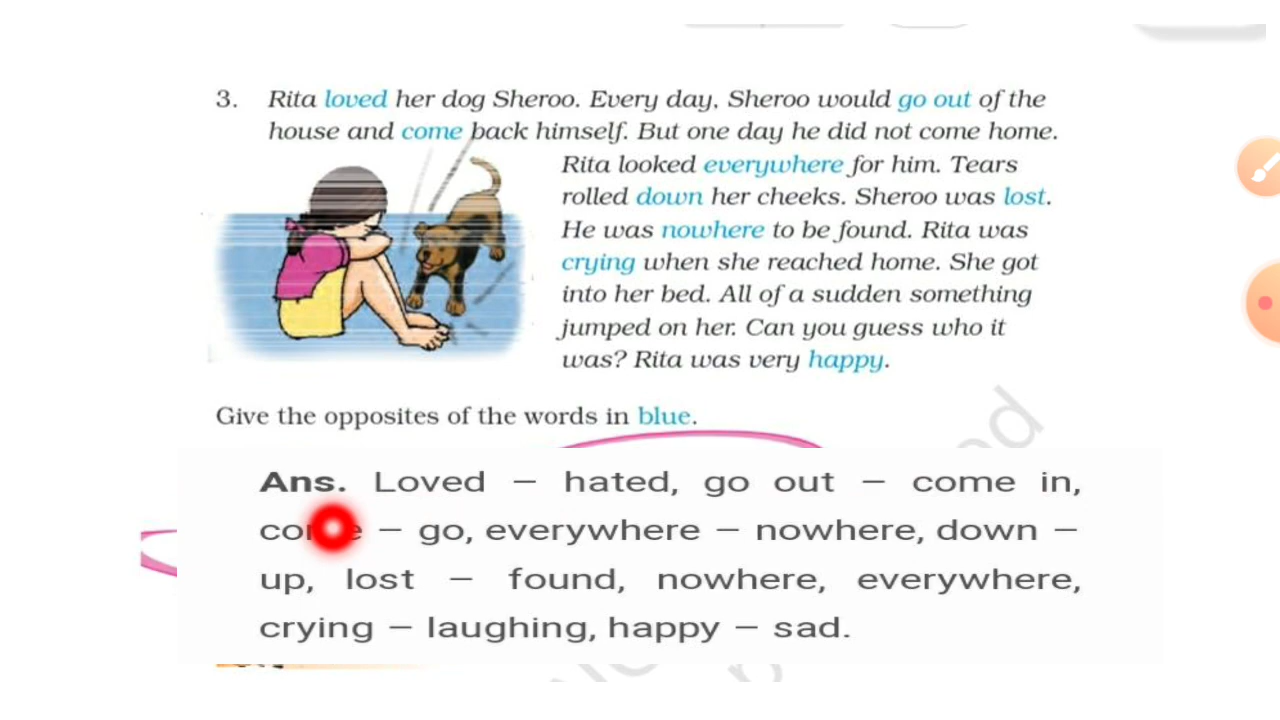 3. Rita loved her dog Sheroo. Every day, Sheroo would go out of the
house and come back himself. But one day he did not come home.
Rita looked everywhere for him. Tears
rolled down her cheeks. Sheroo was lost.
He was nowhere to be found. Rita was
crying when she reached home. She got
into her bed. All of a sudden something
jumped on her. Can you guess who it
was? Rita was very happy.
Give the opposites of the words in blue.
Ans. Loved – hated, go out – come in,
come – go, everywhere – nowhere, down –
up, lost – found, nowhere, everywhere,
crying – laughing, happy – sad.